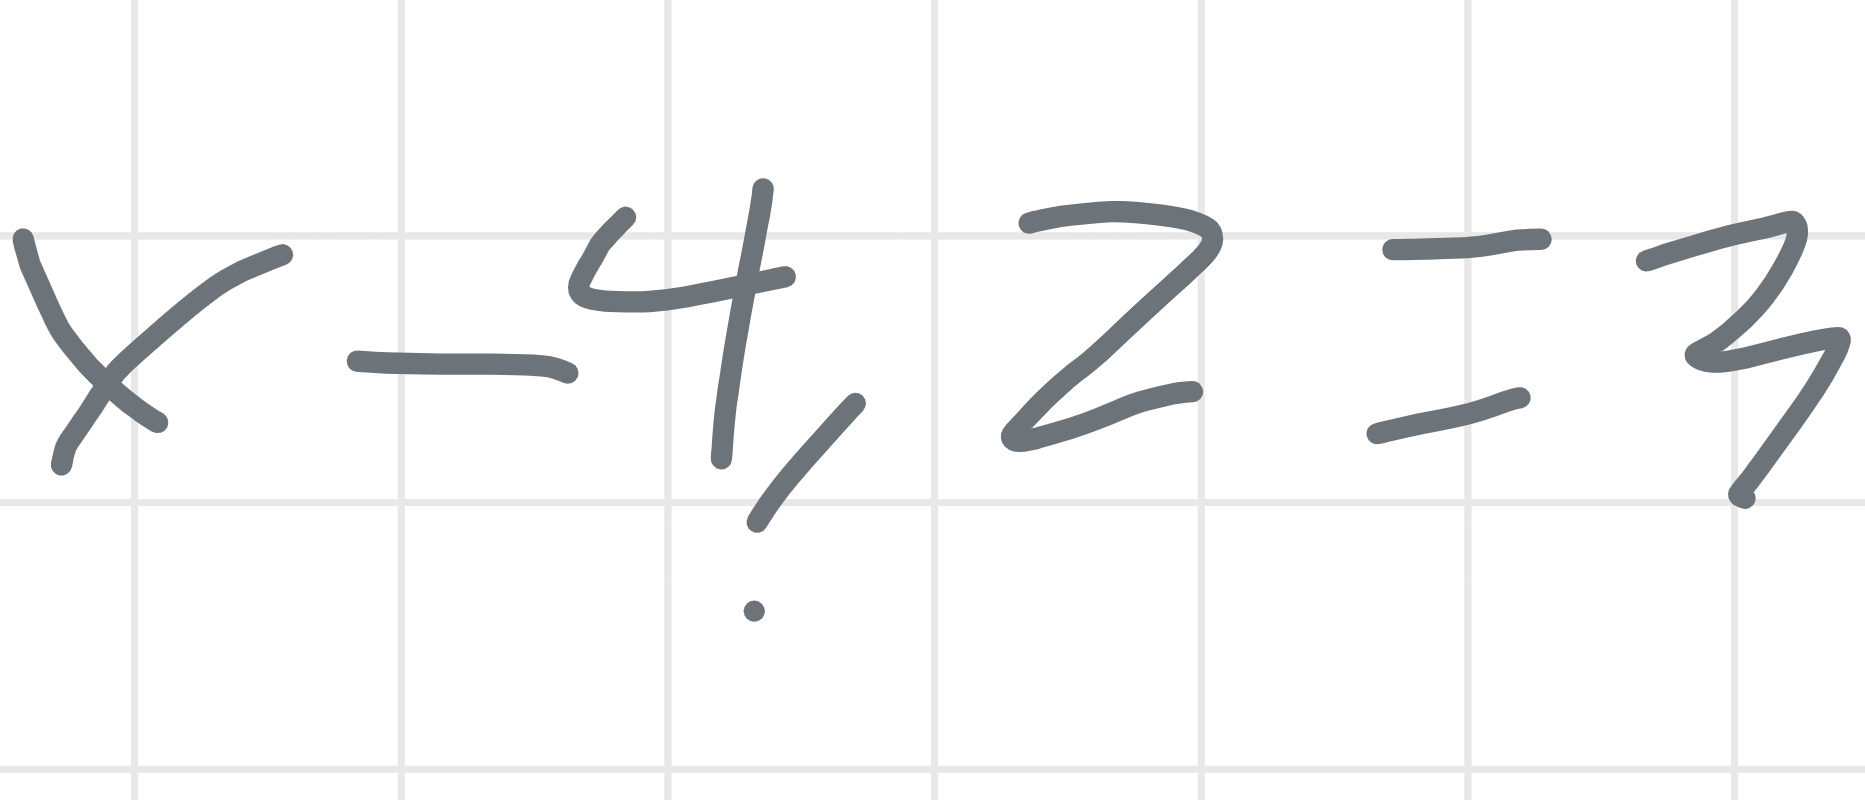 x - 4,2 = 3